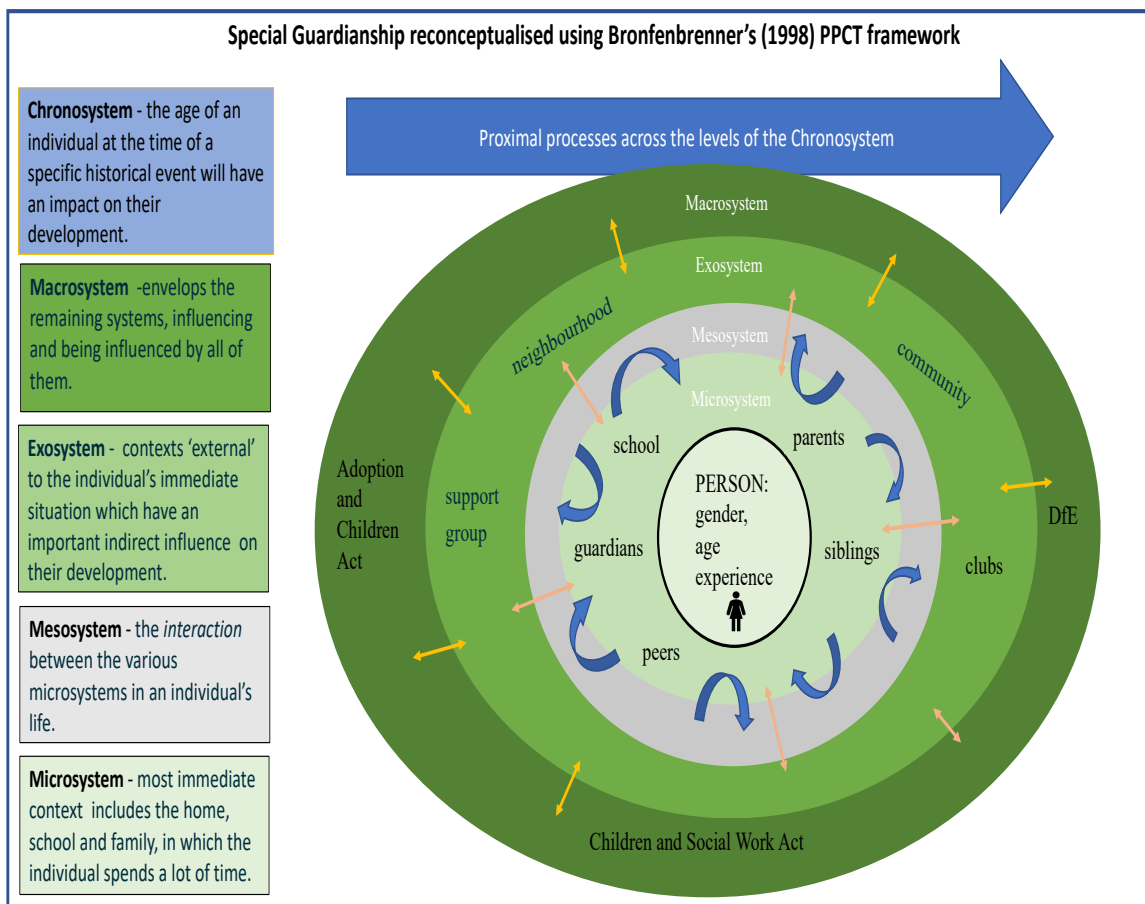 Special Guardianship reconceptualised using Bronfenbrenner's (1998) PPCT framework
Chronosystem - the age of an
individual at the time of a
specific historical event will have
an impact on their
development.
Macrosystem -envelops the
remaining systems, influencing
and being influenced by all of
them.
Exosystem - contexts ‘external’
to the individual's immediate
situation which have an
important indirect influence on
their development.
Mesosystem - the interaction
between the various
microsystems in an individual's
life.
Microsystem - most immediate
context includes the home,
school and family, in which the
individual spends a lot of time.
Proximal processes across the levels of the Chronosystem
Macrosystem
Exosystem
neighbourhood
Mesosystem
community
Microsystem
school
parents
Adoption
and
Children
Act
support
group
guardians
PERSON:
gender,
age
experience
siblings
clubs
DfE
peers
Children and Social Work Act